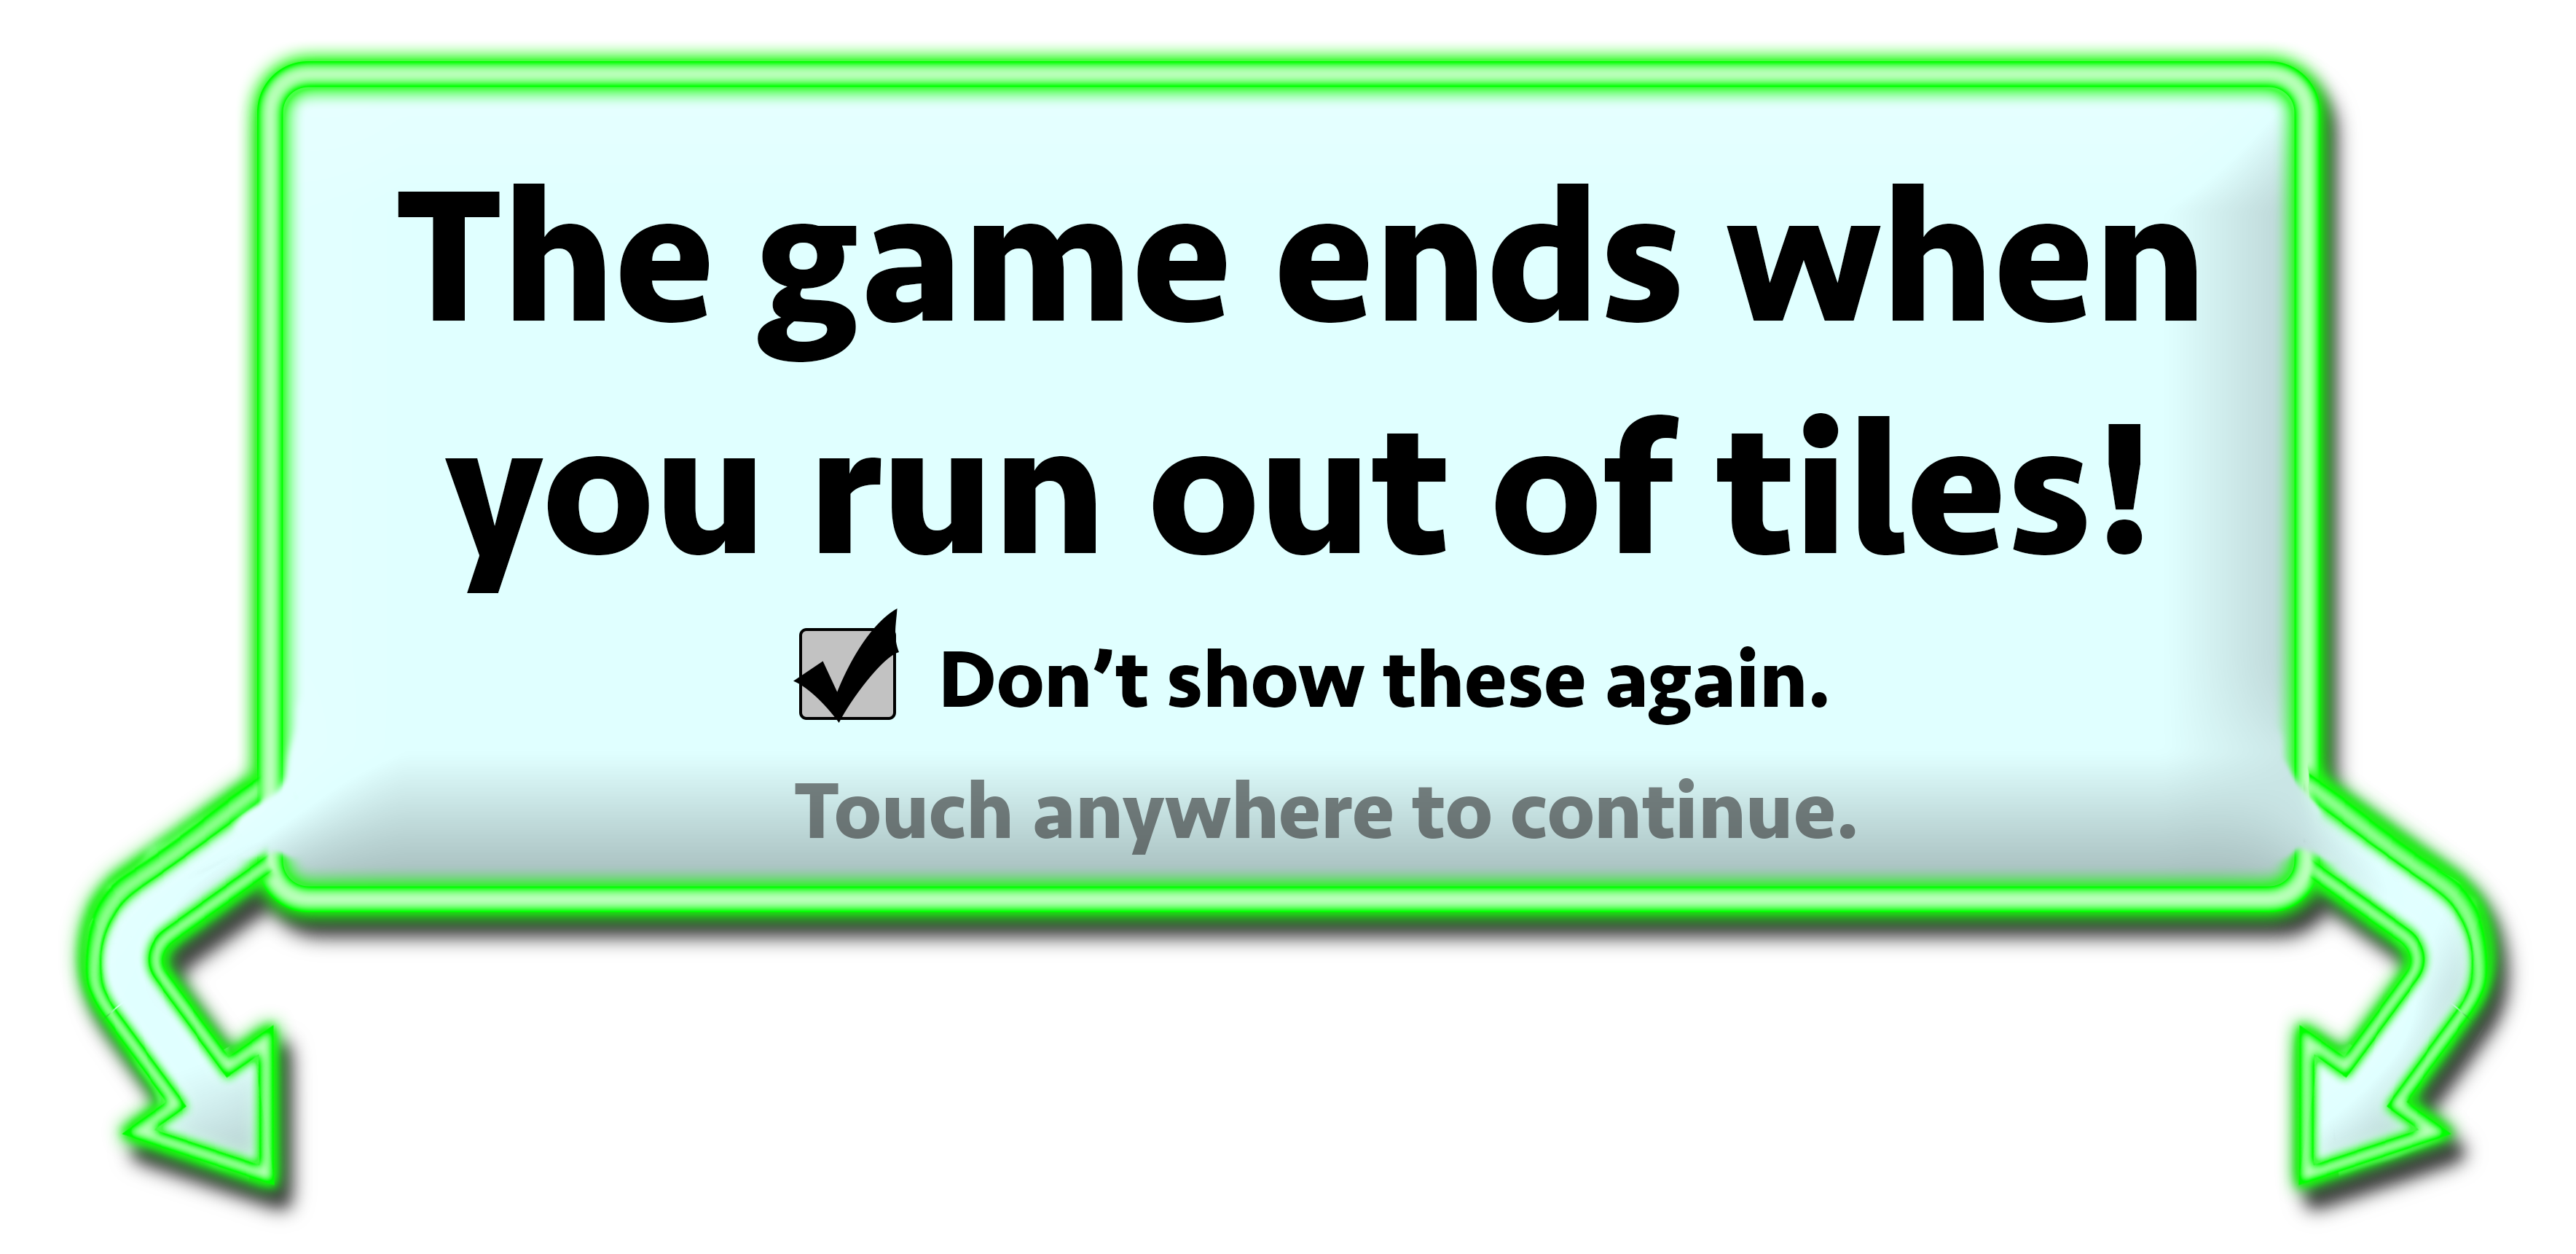 The game ends when
you run out of tiles!
Don’t show these again.
Touch anywhere to continue.